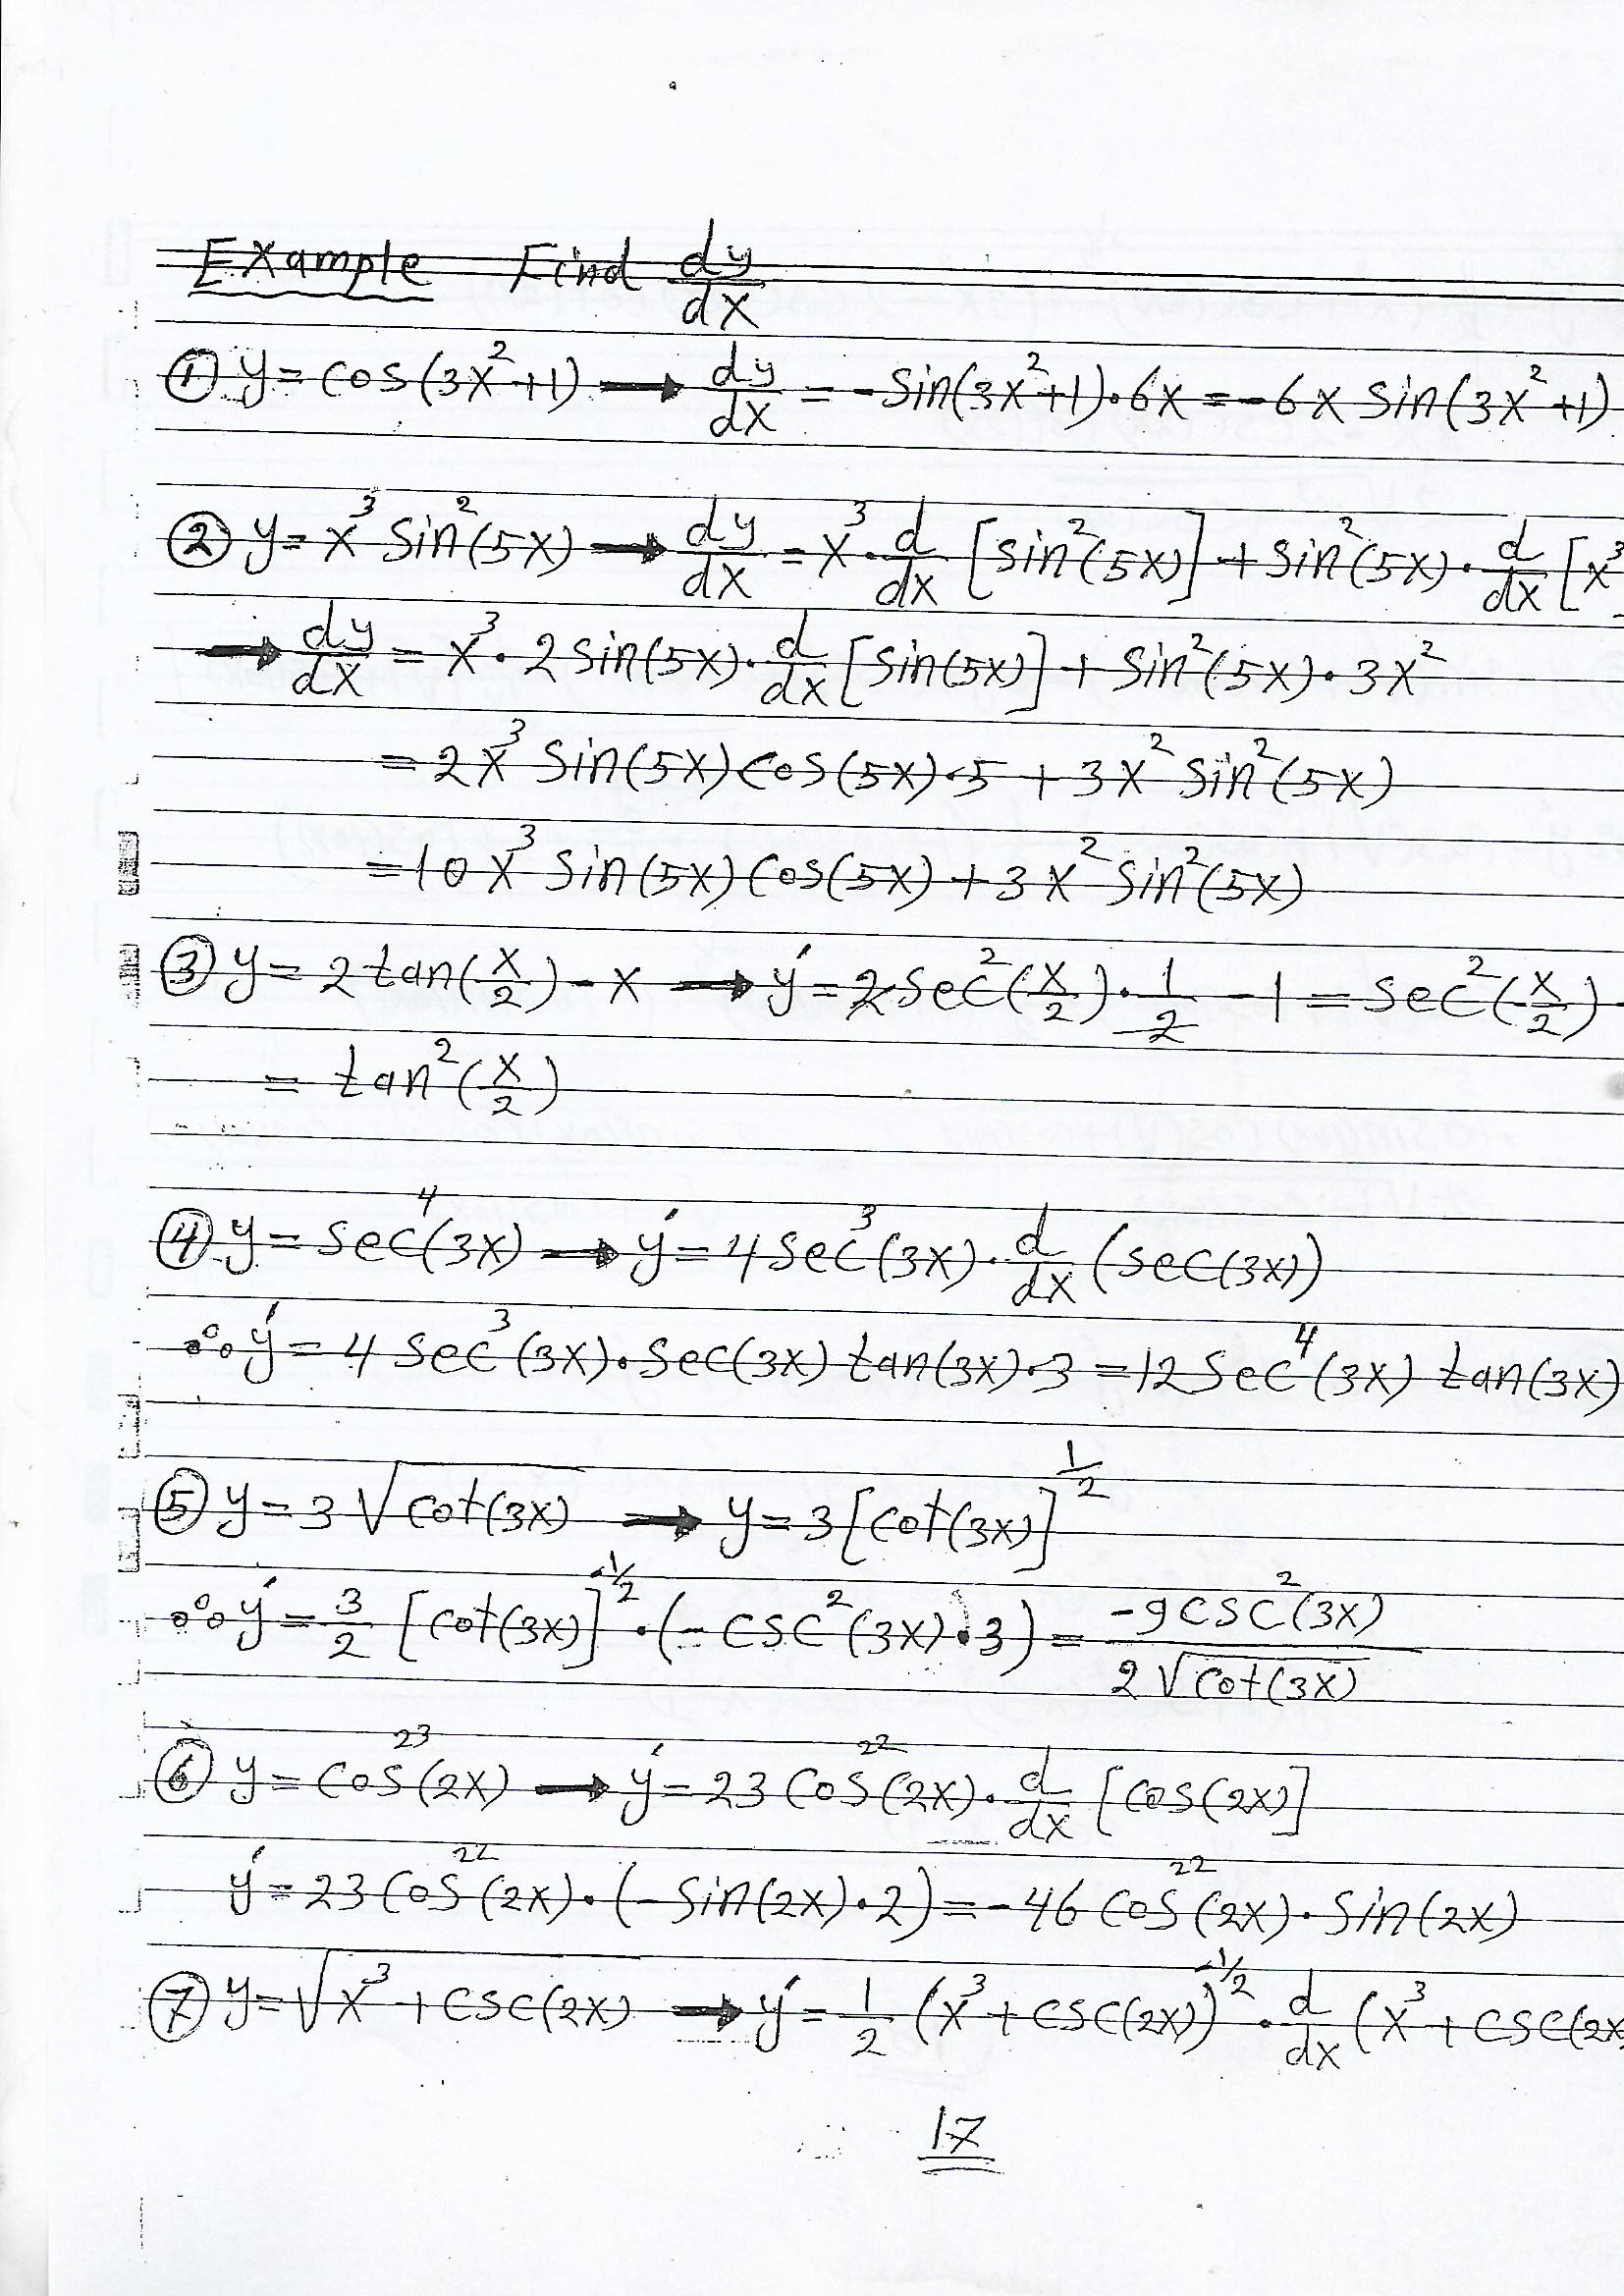 Example Find dy/dx
① y = cos(3x²+1) → dy/dx = -sin(3x²+1)·6x = -6x sin(3x²+1)
② y = x³ sin²(5x) → dy/dx = x³·d/dx [sin²(5x)] + sin²(5x)·d/dx [x³
→ dy/dx = x³·2 sin(5x)·d/dx [sin(5x)] + sin²(5x)·3x²
= 2x³ sin(5x) cos(5x)·5 + 3x² sin²(5x)
= 10x³ sin(5x) cos(5x) + 3x² sin²(5x)
③ y = 2 tan(x/2) - x → y′ = 2 sec²(x/2)·1/2 - 1 = sec²(x/2) -
= tan²(x/2)
④ y = sec⁴(3x) → y′ = 4 sec³(3x)·d/dx (sec(3x))
∴ y′ = 4 sec³(3x)·sec(3x) tan(3x)·3 = 12 sec⁴(3x) tan(3x)
⑤ y = 3 √cot(3x) → y = 3[cot(3x)]^1/2
∴ y′ = 3/2 [cot(3x)]^-1/2·(-csc²(3x)·3) = -9 csc²(3x) / 2√cot(3x)
⑥ y = cos²³(2x) → y′ = 23 cos²²(2x)·d/dx [cos(2x)]
y′ = 23 cos²²(2x)·(-sin(2x)·2) = -46 cos²²(2x)·sin(2x)
⑦ y = √x³ + csc(2x) → y′ = 1/2 (x³ + csc(2x))^-1/2·d/dx (x³ + csc(2x
17